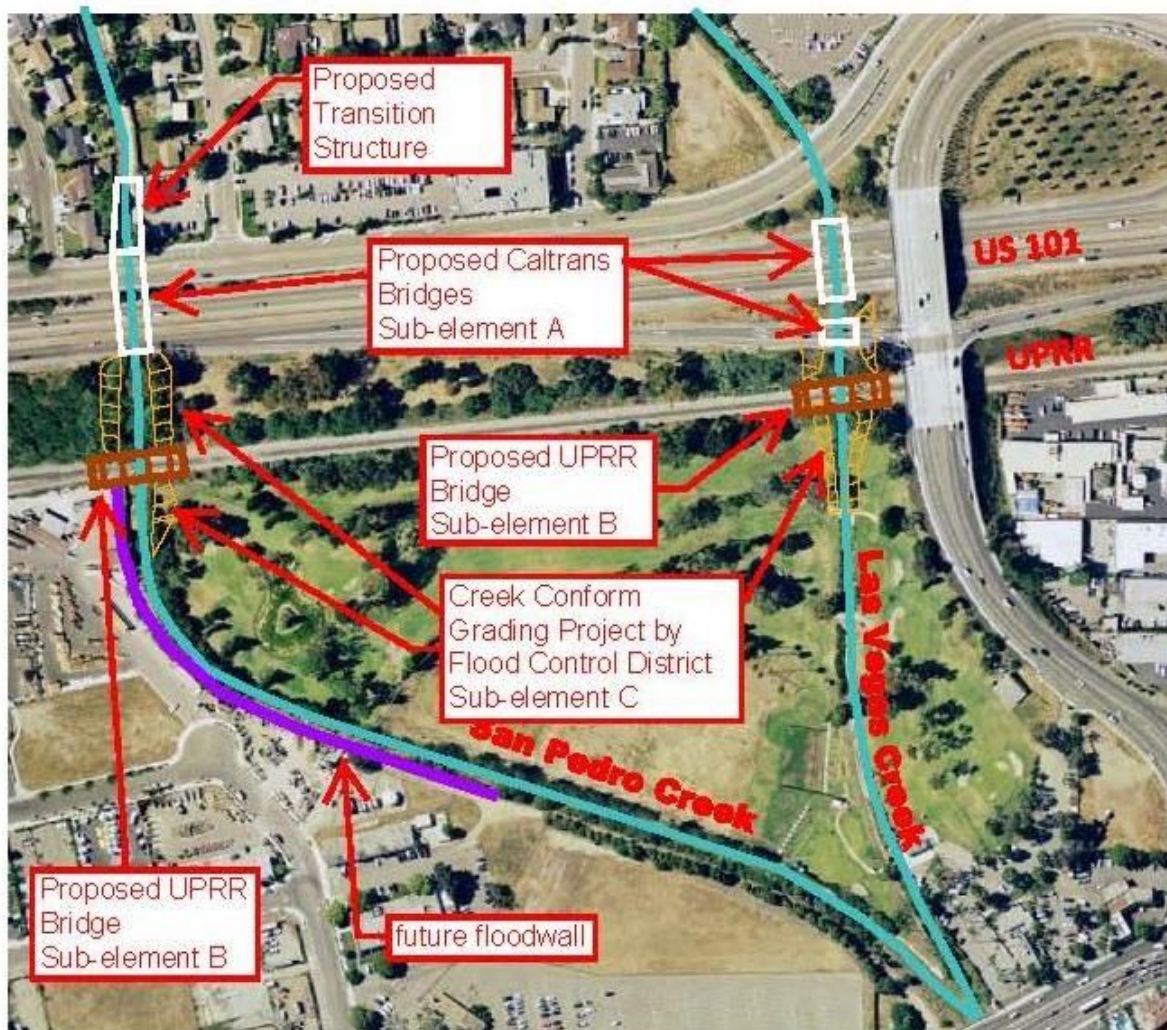 Proposed
Transition
Structure
Proposed Caltrans
Bridges
Sub-element A
US 101
UPRR
Proposed UPRR
Bridge
Sub-element B
Creek Conform
Grading Project by
Flood Control District
Sub-element C
Las Vegas Creek
San Pedro Creek
Proposed UPRR
Bridge
Sub-element B
future floodwall